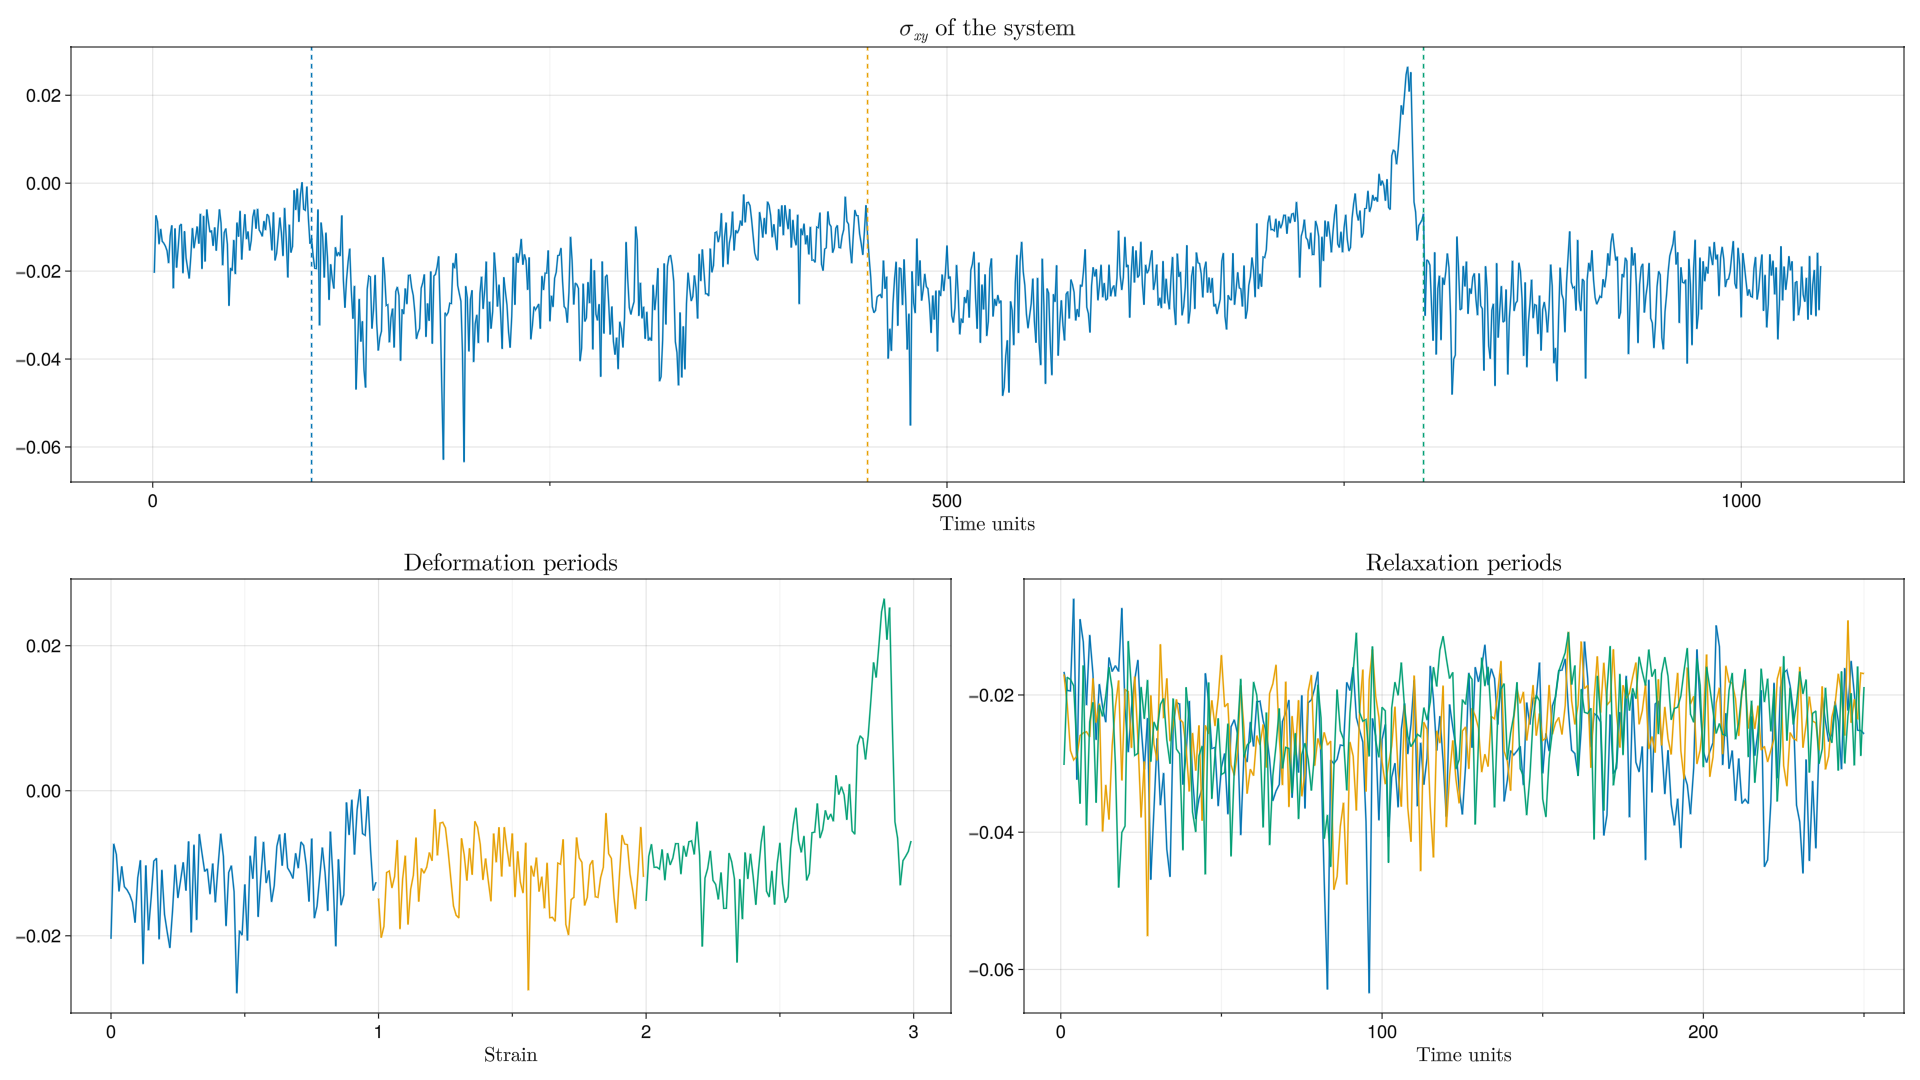 σxy of the system
0.02
0.00
−0.02
−0.04
−0.06
0 500 1000
Time units
Deformation periods
0.02
0.00
−0.02
0 1 2 3
Strain
Relaxation periods
−0.02
−0.04
−0.06
0 100 200
Time units